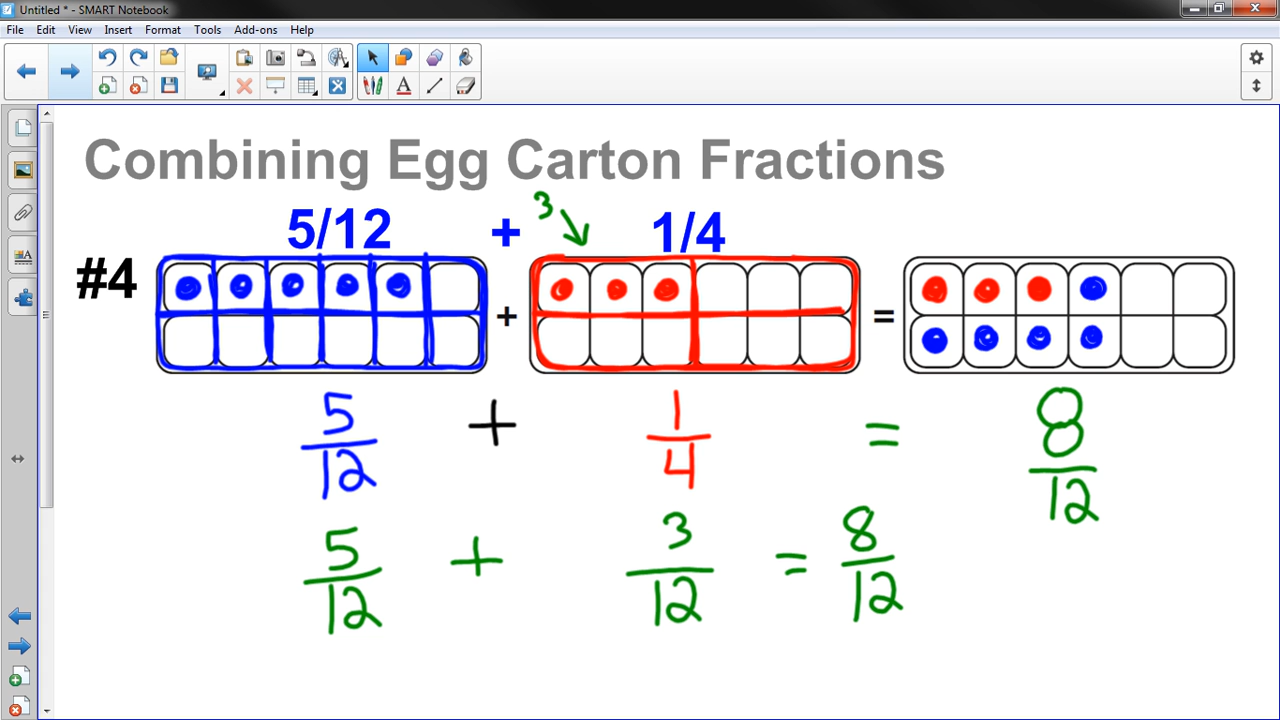 Untitled * - SMART Notebook
File Edit View Insert Format Tools Add-ons Help
Combining Egg Carton Fractions
3
5/12 + 1/4
#4 + =
5/12 + 1/4 = 8/12
5/12 + 3/12 = 8/12